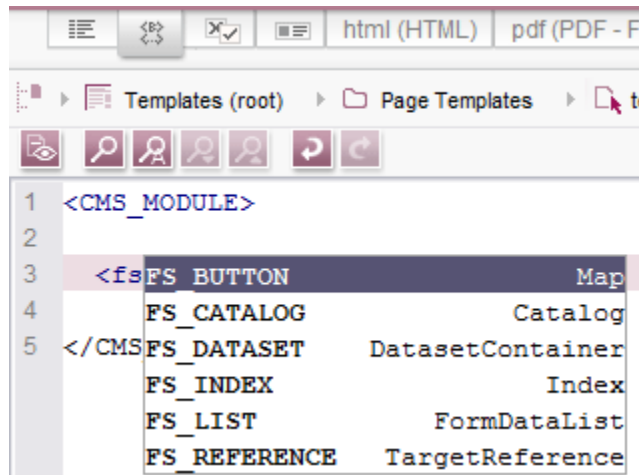 html (HTML) pdf (PDF - F
Templates (root) Page Templates t
1 <CMS_MODULE>
2
3 <fs FS_BUTTON Map
4 FS_CATALOG Catalog
5 </CMS FS_DATASET DatasetContainer
FS_INDEX Index
FS_LIST FormDataList
FS_REFERENCE TargetReference